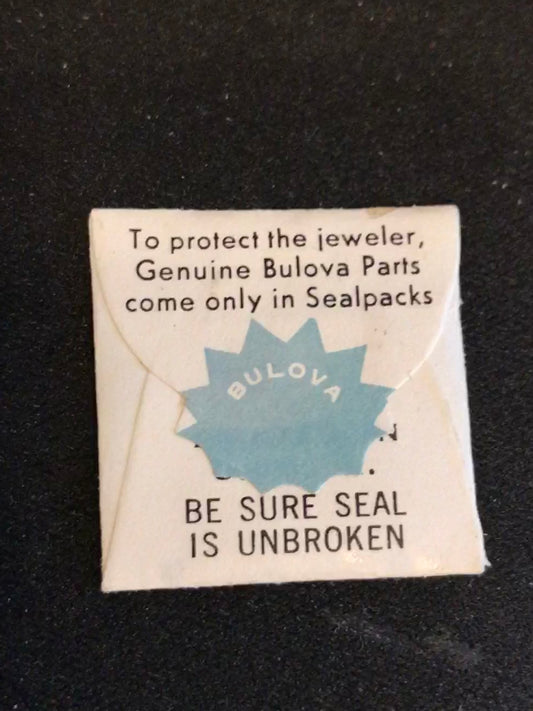 To protect the jeweler,
Genuine Bulova Parts
come only in Sealpacks
BULOVA
BE SURE SEAL
IS UNBROKEN